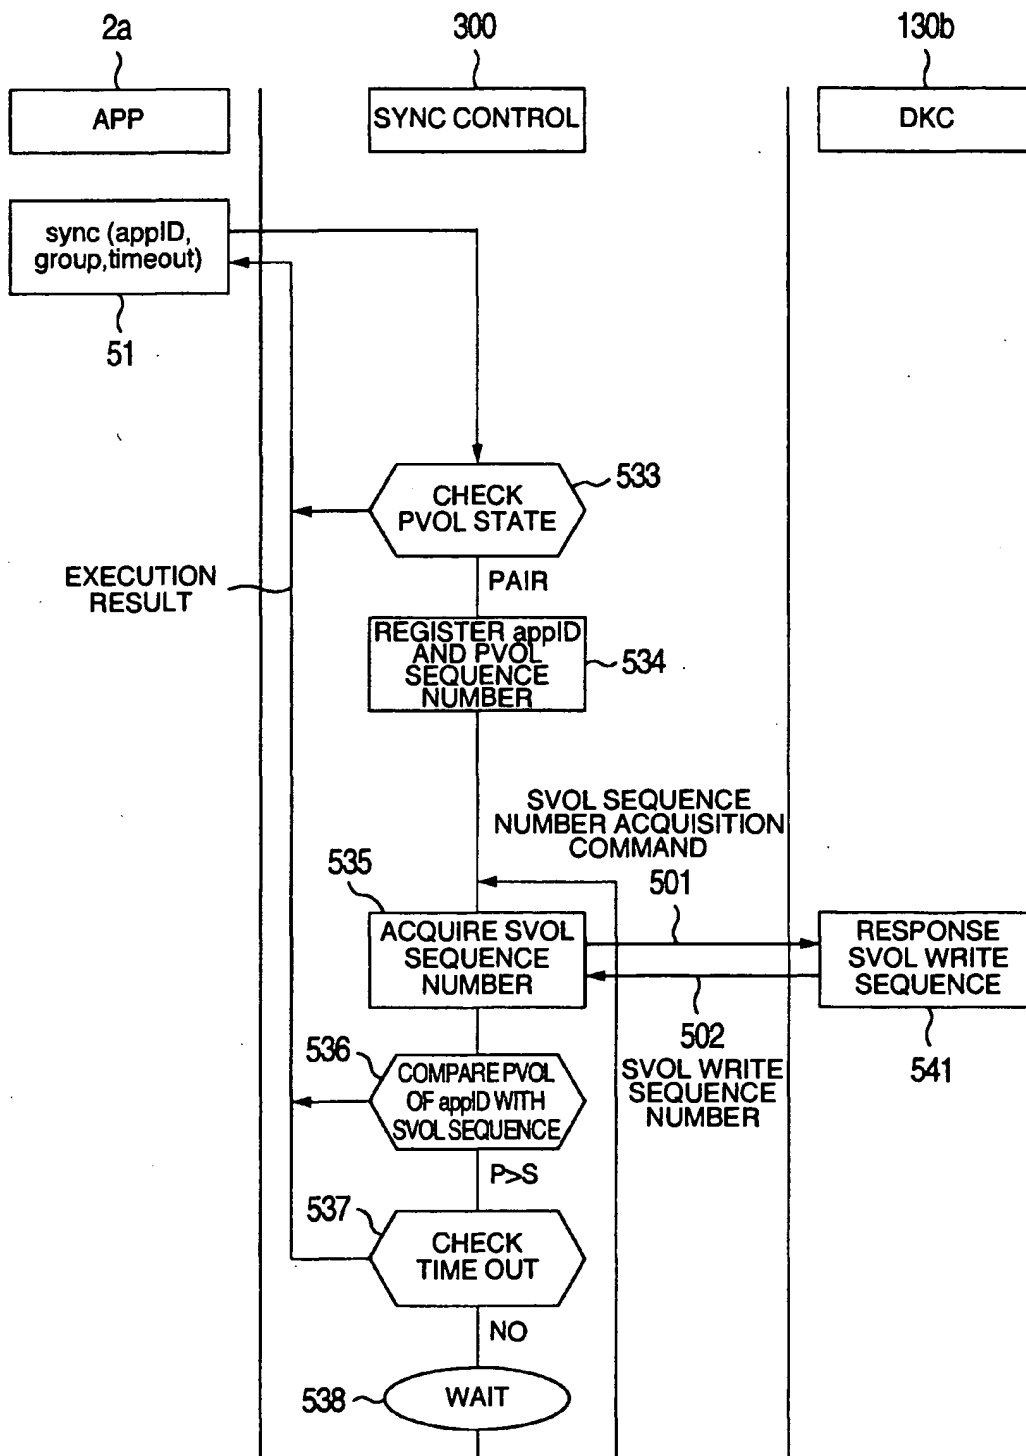 2a
300
130b
APP
SYNC CONTROL
DKC
sync (appID,
group,timeout)
51
CHECK
PVOL STATE
533
PAIR
EXECUTION
RESULT
REGISTER appID
AND PVOL
SEQUENCE
NUMBER
534
SVOL SEQUENCE
NUMBER ACQUISITION
COMMAND
501
535
ACQUIRE SVOL
SEQUENCE
NUMBER
RESPONSE
SVOL WRITE
SEQUENCE
541
502
SVOL WRITE
SEQUENCE
NUMBER
536
COMPARE PVOL
OF appID WITH
SVOL SEQUENCE
P>S
537
CHECK
TIME OUT
NO
538
WAIT